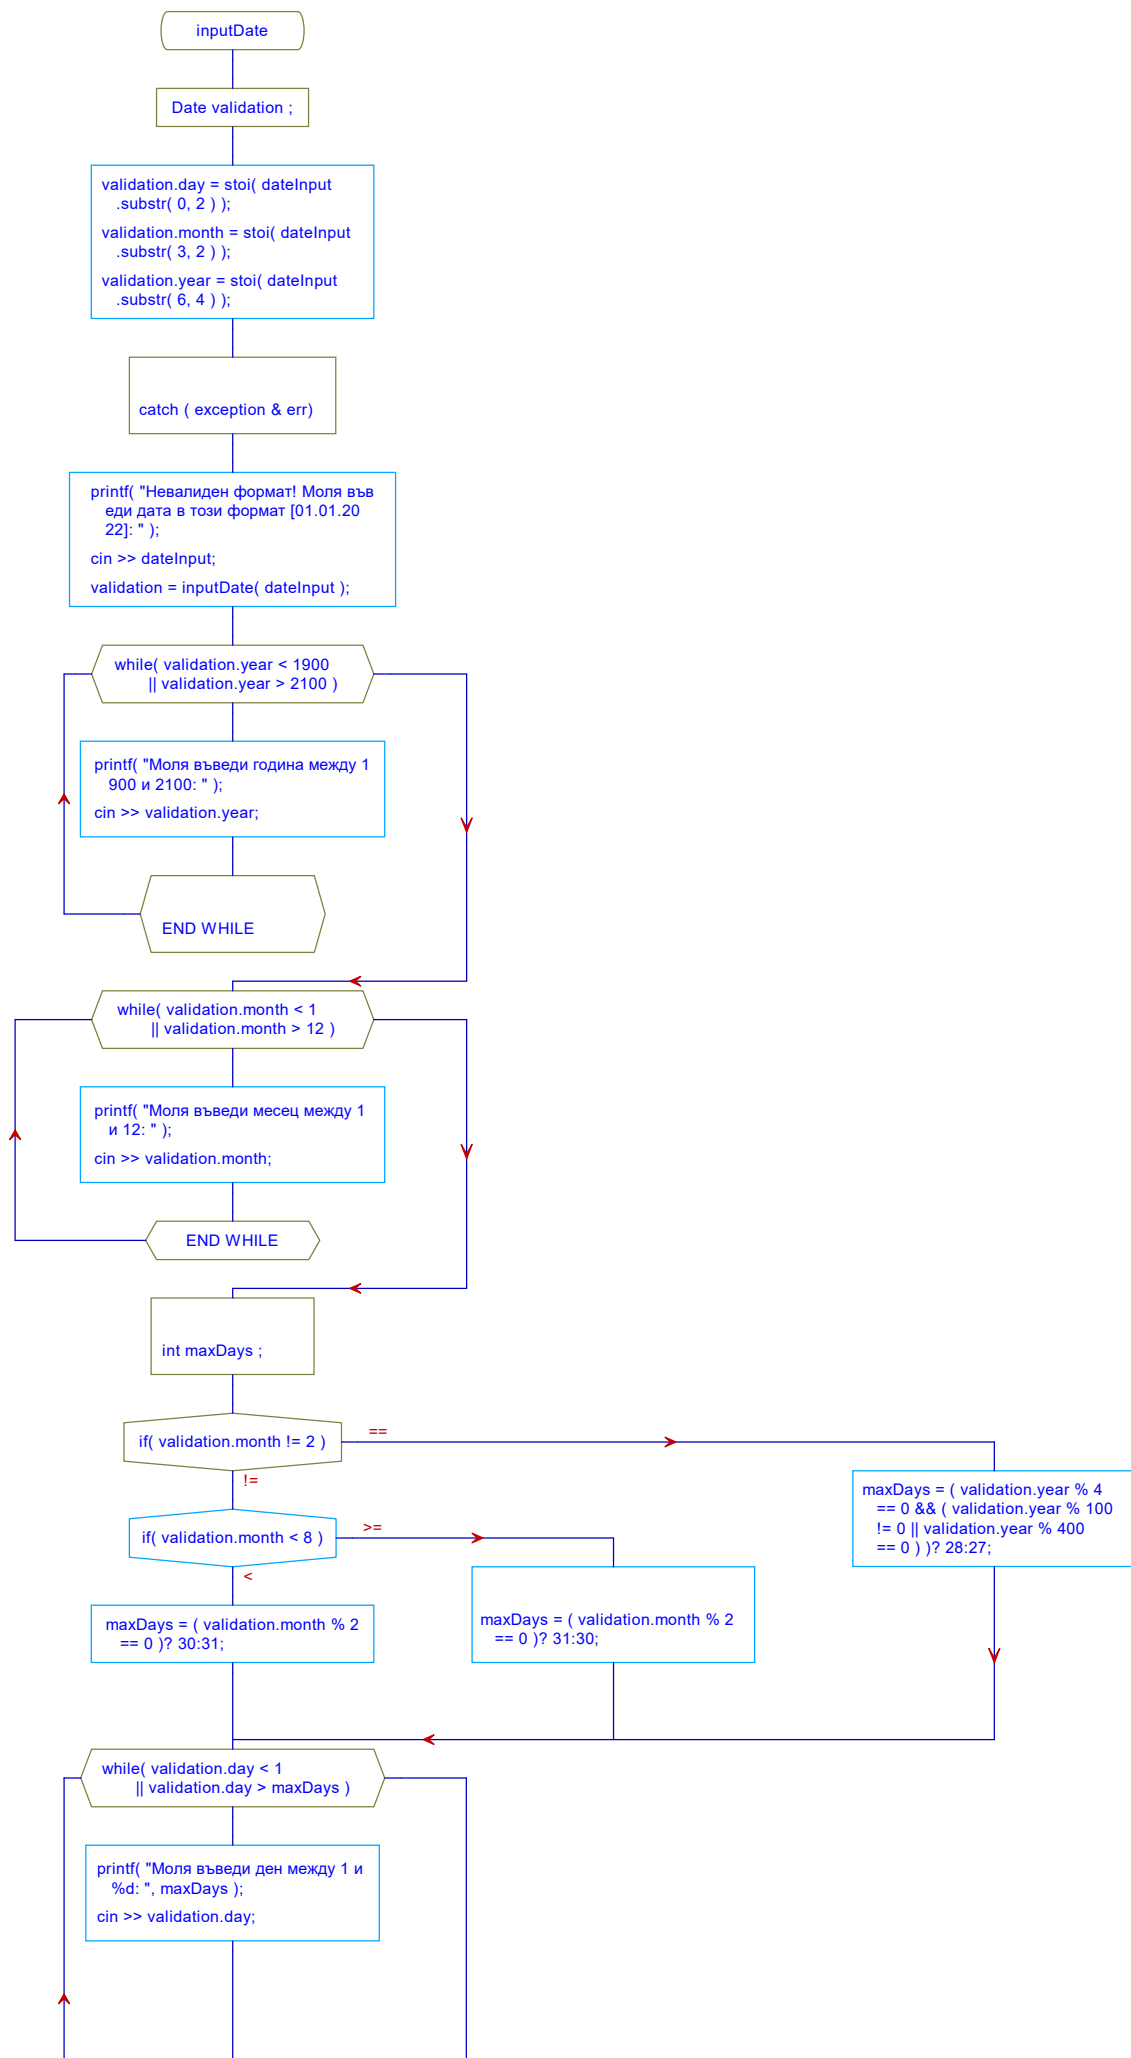 inputDate
Date validation ;
validation.day = stoi( dateInput
.substr( 0, 2 ) );
validation.month = stoi( dateInput
.substr( 3, 2 ) );
validation.year = stoi( dateInput
.substr( 6, 4 ) );
catch ( exception & err)
printf( "Невалиден формат! Моля във
еди дата в този формат [01.01.20
22]: " );
cin >> dateInput;
validation = inputDate( dateInput );
while( validation.year < 1900
|| validation.year > 2100 )
printf( "Моля въведи година между 1
900 и 2100: " );
cin >> validation.year;
END WHILE
while( validation.month < 1
|| validation.month > 12 )
printf( "Моля въведи месец между 1
и 12: " );
cin >> validation.month;
END WHILE
int maxDays ;
if( validation.month != 2 )
==
!=
maxDays = ( validation.year % 4
== 0 && ( validation.year % 100
!= 0 || validation.year % 400
== 0 ) )? 28:27;
if( validation.month < 8 )
>=
<
maxDays = ( validation.month % 2
== 0 )? 30:31;
maxDays = ( validation.month % 2
== 0 )? 31:30;
while( validation.day < 1
|| validation.day > maxDays )
printf( "Моля въведи ден между 1 и
%d: ", maxDays );
cin >> validation.day;